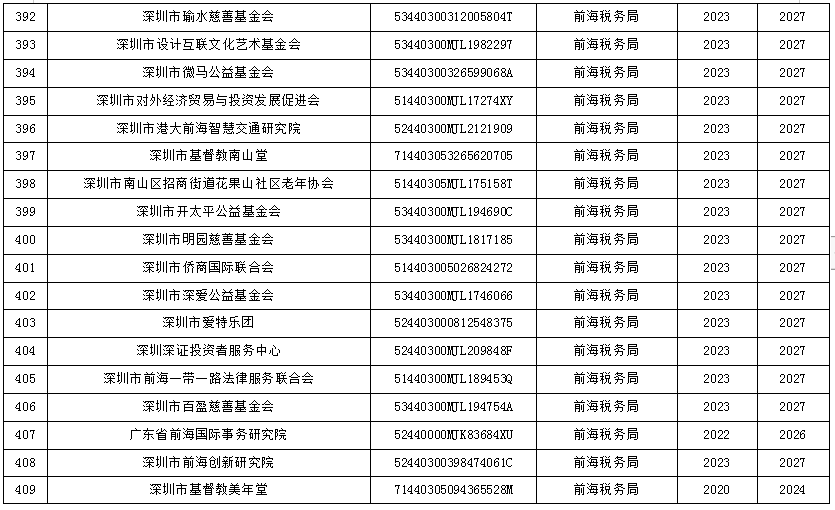 392 深圳市瑜水慈善基金会 53440300312005804T 前海税务局 2023 2027
393 深圳市设计互联文化艺术基金会 53440300MJL1982297 前海税务局 2023 2027
394 深圳市微马公益基金会 53440300326599068A 前海税务局 2023 2027
395 深圳市对外经济贸易与投资发展促进会 51440300MJL17274XY 前海税务局 2023 2027
396 深圳市港大前海智慧交通研究院 52440300MJL2121909 前海税务局 2023 2027
397 深圳市基督教南山堂 714403053265620705 前海税务局 2023 2027
398 深圳市南山区招商街道花果山社区老年协会 51440305MJL175158T 前海税务局 2023 2027
399 深圳市开太平公益基金会 53440300MJL194690C 前海税务局 2023 2027
400 深圳市明园慈善基金会 53440300MJL1817185 前海税务局 2023 2027
401 深圳市侨商国际联合会 514403005026824272 前海税务局 2023 2027
402 深圳市深爱公益基金会 53440300MJL1746066 前海税务局 2023 2027
403 深圳市爱特乐团 524403000812548375 前海税务局 2023 2027
404 深圳深证投资者服务中心 52440300MJL209848F 前海税务局 2023 2027
405 深圳市前海一带一路法律服务联合会 51440300MJL189453Q 前海税务局 2023 2027
406 深圳市百盈慈善基金会 53440300MJL194754A 前海税务局 2023 2027
407 广东省前海国际事务研究院 52440000MJK83684XU 前海税务局 2022 2026
408 深圳市前海创新研究院 52440300398474061C 前海税务局 2023 2027
409 深圳市基督教美年堂 71440305094365528M 前海税务局 2020 2024